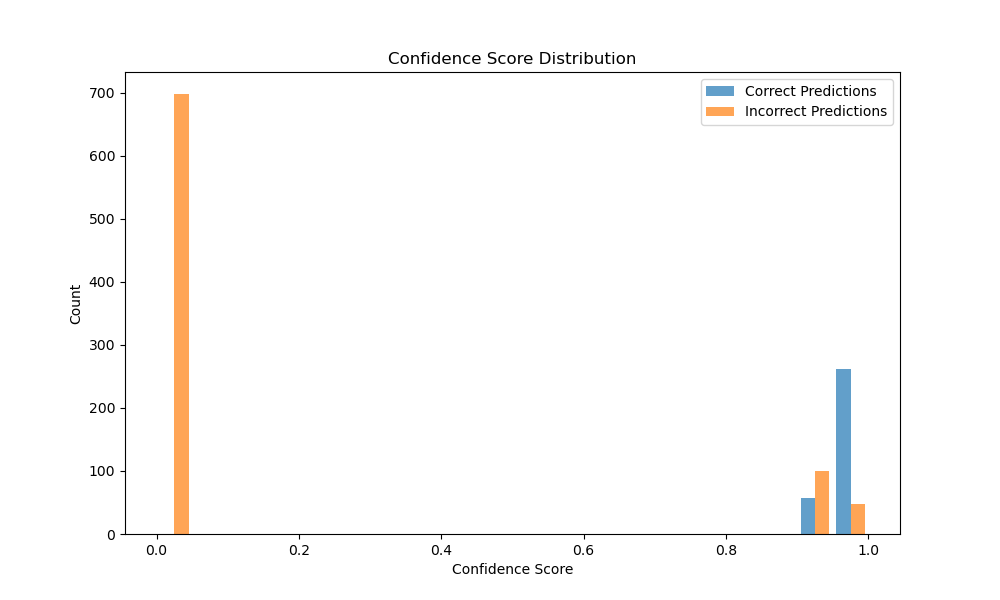 Confidence Score Distribution
Correct Predictions
Incorrect Predictions
700
600
500
400
300
200
100
0
Count
0.0 0.2 0.4 0.6 0.8 1.0
Confidence Score